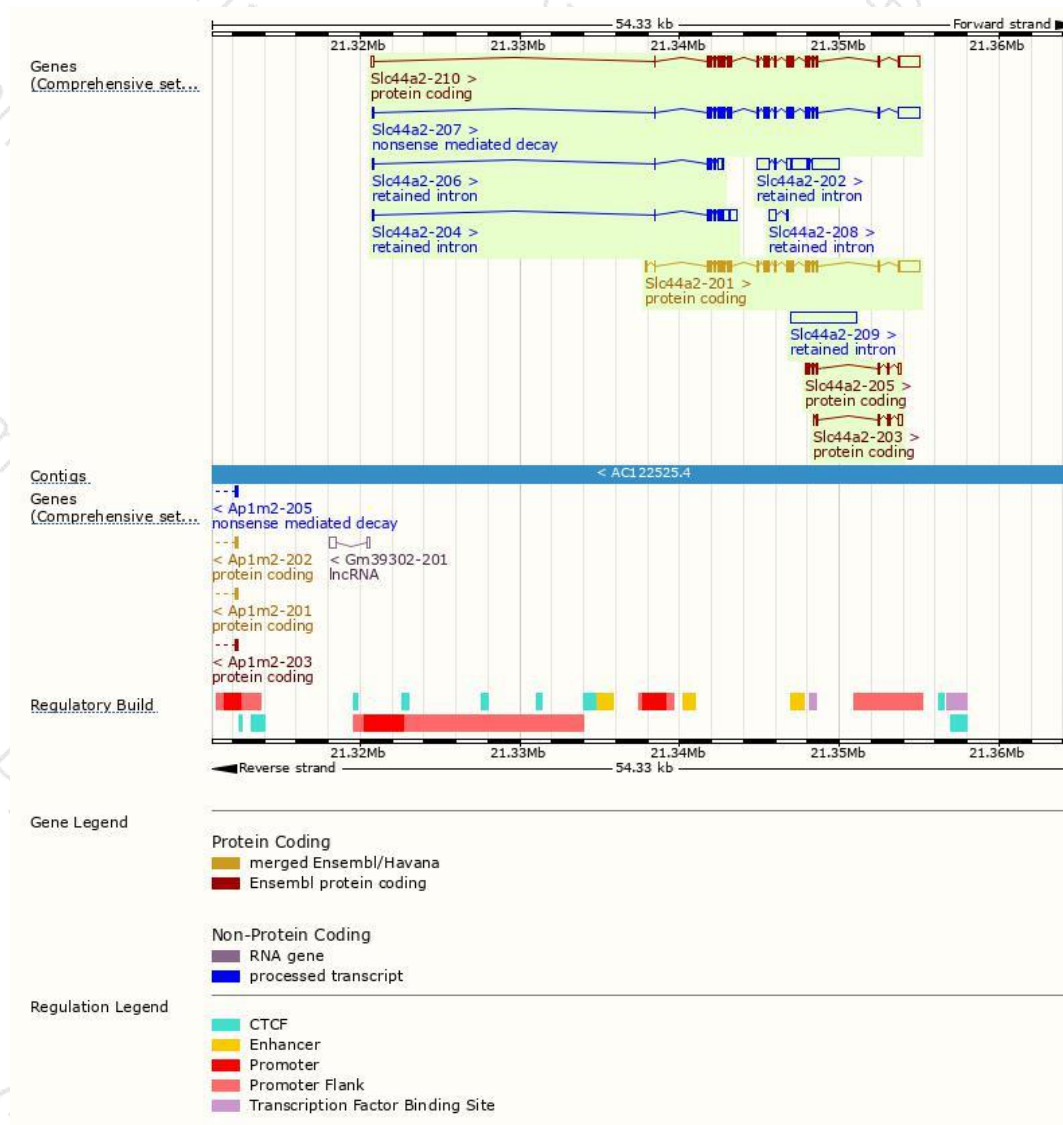 54.33 kb Forward strand
21.32Mb 21.33Mb 21.34Mb 21.35Mb 21.36Mb
Genes
(Comprehensive set...
Slc44a2-210 >
protein coding
Slc44a2-207 >
nonsense mediated decay
Slc44a2-206 > Slc44a2-202 >
retained intron retained intron
Slc44a2-204 > Slc44a2-208 >
retained intron retained intron
Slc44a2-201 >
protein coding
Slc44a2-209 >
retained intron
Slc44a2-205 >
protein coding
Slc44a2-203 >
protein coding
Contigs
< AC122525.4
Genes
(Comprehensive set...
< Ap1m2-205
nonsense mediated decay
< Ap1m2-202 < Gm39302-201
protein coding lncRNA
< Ap1m2-201
protein coding
< Ap1m2-203
protein coding
Regulatory Build
21.32Mb 21.33Mb 21.34Mb 21.35Mb 21.36Mb
Reverse strand 54.33 kb
Gene Legend
Protein Coding
merged Ensembl/Havana
Ensembl protein coding
Non-Protein Coding
RNA gene
processed transcript
Regulation Legend
CTCF
Enhancer
Promoter
Promoter Flank
Transcription Factor Binding Site